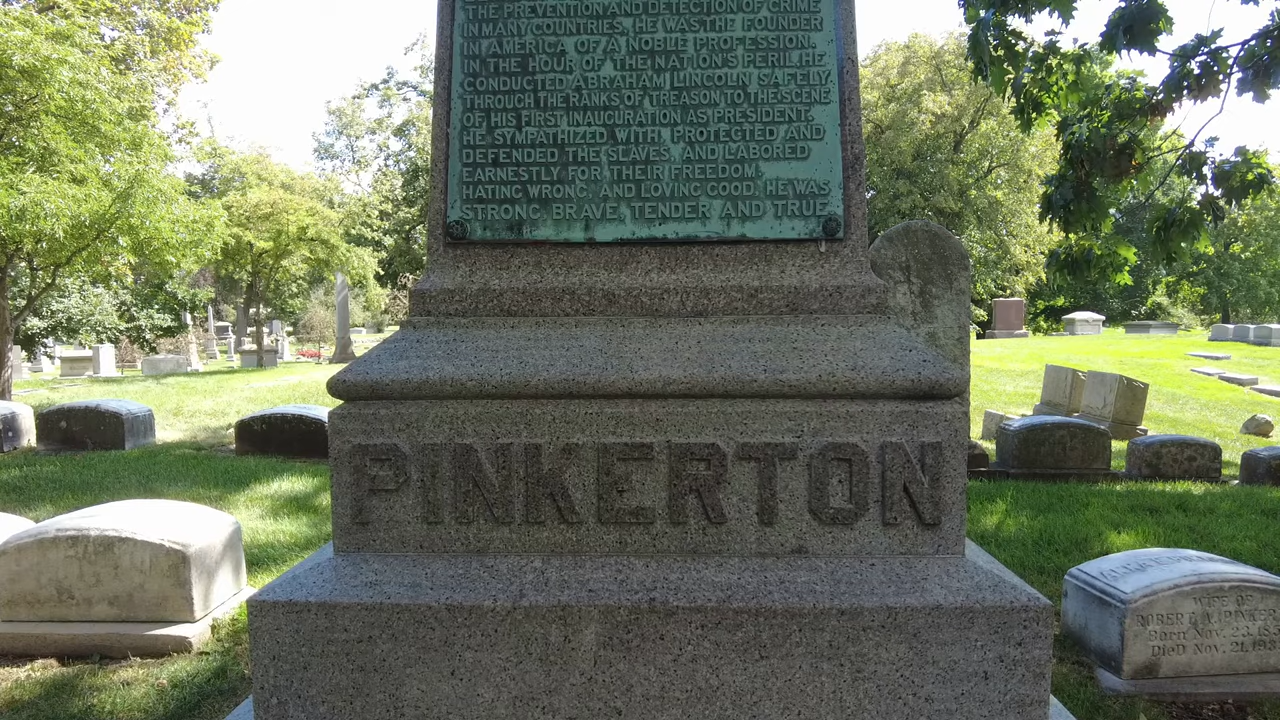 THE PREVENTION AND DETECTION OF CRIME
IN MANY COUNTRIES. HE WAS THE FOUNDER
IN AMERICA OF A NOBLE PROFESSION.
IN THE HOUR OF THE NATION'S PERIL, HE
CONDUCTED ABRAHAM LINCOLN SAFELY,
THROUGH THE RANKS OF TREASON TO THE SCENE
OF HIS FIRST INAUGURATION AS PRESIDENT.
HE SYMPATHIZED WITH, PROTECTED AND
DEFENDED THE SLAVES, AND LABORED
EARNESTLY FOR THEIR FREEDOM.
HATING WRONG, AND LOVING GOOD, HE WAS
STRONG, BRAVE, TENDER AND TRUE.
PINKERTON
WIFE OF
ROBERT A. PINKER
Born Nov. 23, 18
Died Nov. 21, 193